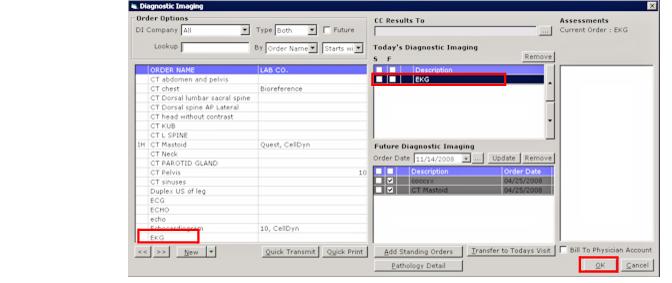 Diagnostic Imaging
Order Options
DI Company All Type Both Future
Lookup By Order Name Starts wi
CC Results To
...
Assessments
Current Order : EKG
Today's Diagnostic Imaging
S F Remove
Description
EKG
ORDER NAME LAB CO.
CT abdomen and pelvis
CT chest Bioreference
CT Dorsal lumbar sacral spine
CT Dorsal spine AP Lateral
CT head without contrast
CT KUB
CT L SPINE
IH CT Mastoid Quest, CellDyn
CT Neck
CT PAROTID GLAND
CT Pelvis 10
CT sinuses
Duplex US of leg
ECG
ECHO
echo
Echocardiogram 10, CellDyn
EKG
Future Diagnostic Imaging
Order Date 11/14/2008 ... Update Remove
Description Order Date
coccyx 04/25/2008
CT Mastoid 04/25/2008
<< >> New Quick Transmit Quick Print
Add Standing Orders Transfer to Todays Visit
Pathology Detail
Bill To Physician Account
OK Cancel